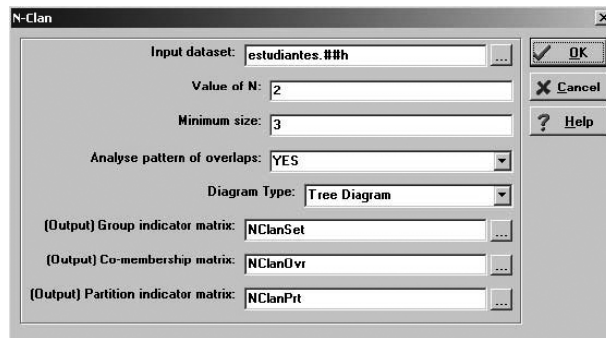 N-Clan
Input dataset: estudiantes.##h ...
Value of N: 2
Minimum size: 3
Analyse pattern of overlaps: YES
Diagram Type: Tree Diagram
(Output) Group indicator matrix: NClanSet ...
(Output) Co-membership matrix: NClanOvr ...
(Output) Partition indicator matrix: NClanPrt ...
OK
Cancel
? Help